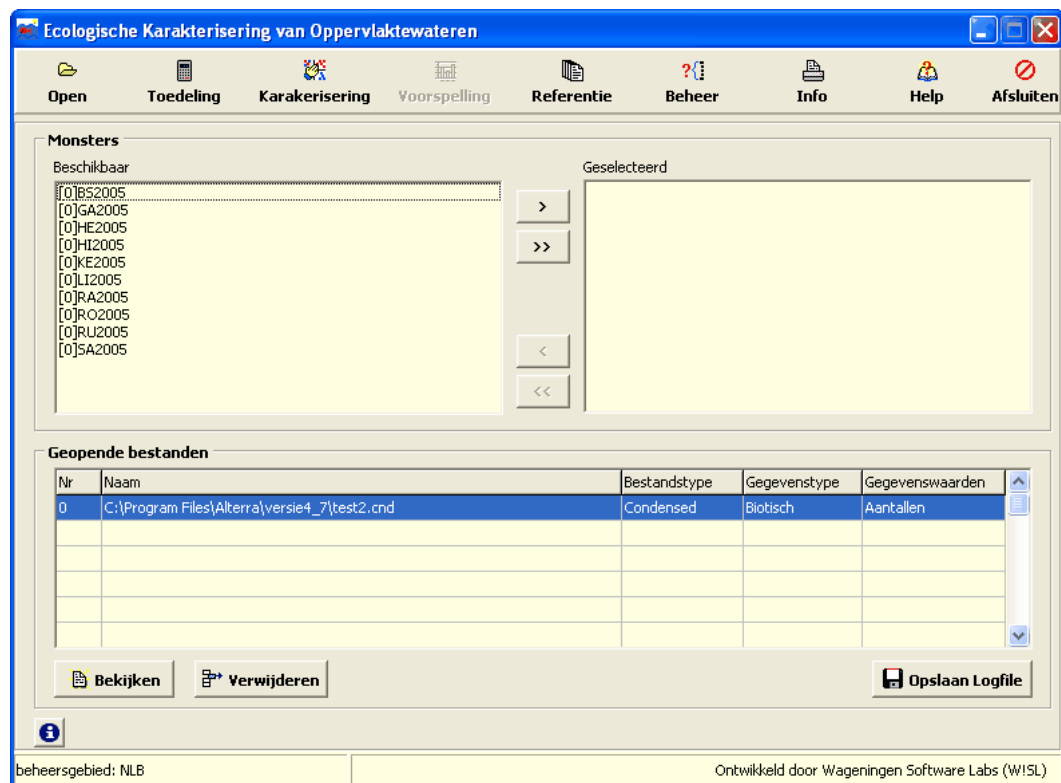 Ecologische Karakterisering van Oppervlaktewateren
Open Toedeling Karakerisering Voorspelling Referentie Beheer Info Help Afsluiten
Monsters
Beschikbaar Geselecteerd
[0]BS2005
[0]GA2005
[0]HE2005
[0]HI2005
[0]KE2005
[0]LI2005
[0]RA2005
[0]RO2005
[0]RU2005
[0]SA2005
>
>>
<
<<
Geopende bestanden
Nr Naam Bestandstype Gegevenstype Gegevenswaarden
0 C:\Program Files\Alterra\versie4_7\test2.cnd Condensed Biotisch Aantallen
Bekijken Verwijderen Opslaan Logfile
beheersgebied: NLB Ontwikkeld door Wageningen Software Labs (W!SL)